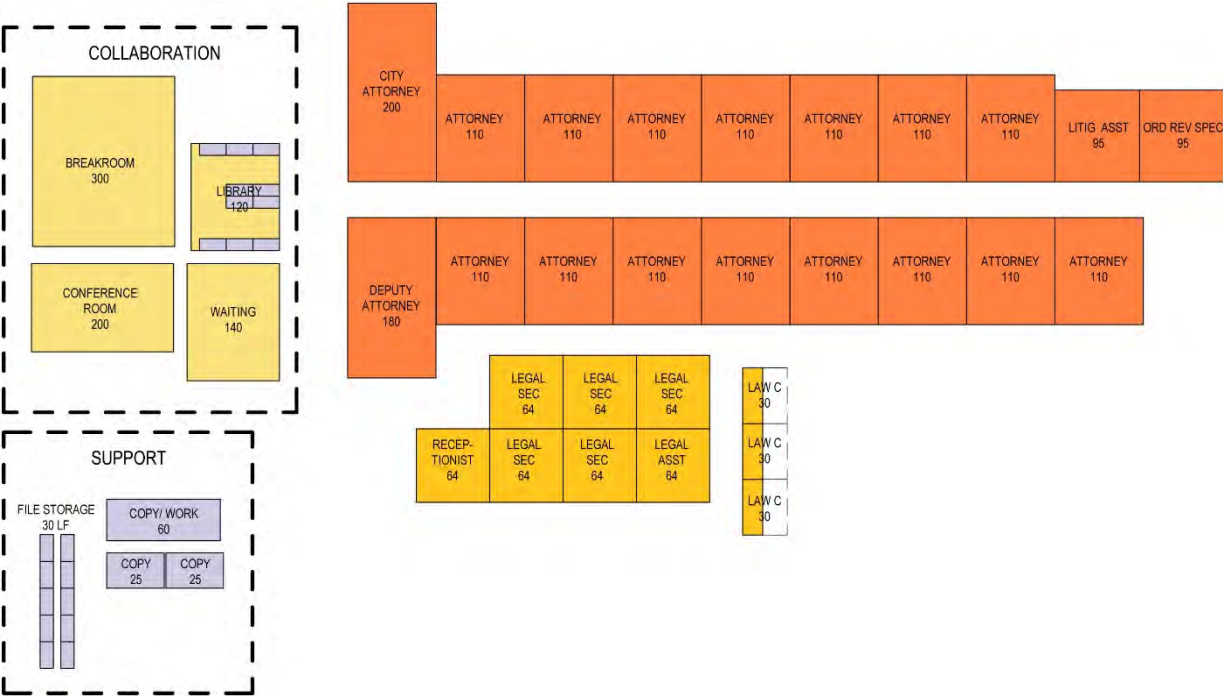 COLLABORATION
BREAKROOM
300
LIBRARY
120
CONFERENCE
ROOM
200
WAITING
140
SUPPORT
FILE STORAGE
30 LF
COPY/ WORK
60
COPY
25
COPY
25
CITY
ATTORNEY
200
ATTORNEY
110
ATTORNEY
110
ATTORNEY
110
ATTORNEY
110
ATTORNEY
110
ATTORNEY
110
ATTORNEY
110
LITIG ASST
95
ORD REV SPEC
95
DEPUTY
ATTORNEY
180
ATTORNEY
110
ATTORNEY
110
ATTORNEY
110
ATTORNEY
110
ATTORNEY
110
ATTORNEY
110
ATTORNEY
110
ATTORNEY
110
LEGAL
SEC
64
LEGAL
SEC
64
LEGAL
SEC
64
RECEP-
TIONIST
64
LEGAL
SEC
64
LEGAL
SEC
64
LEGAL
ASST
64
LAW C
30
LAW C
30
LAW C
30